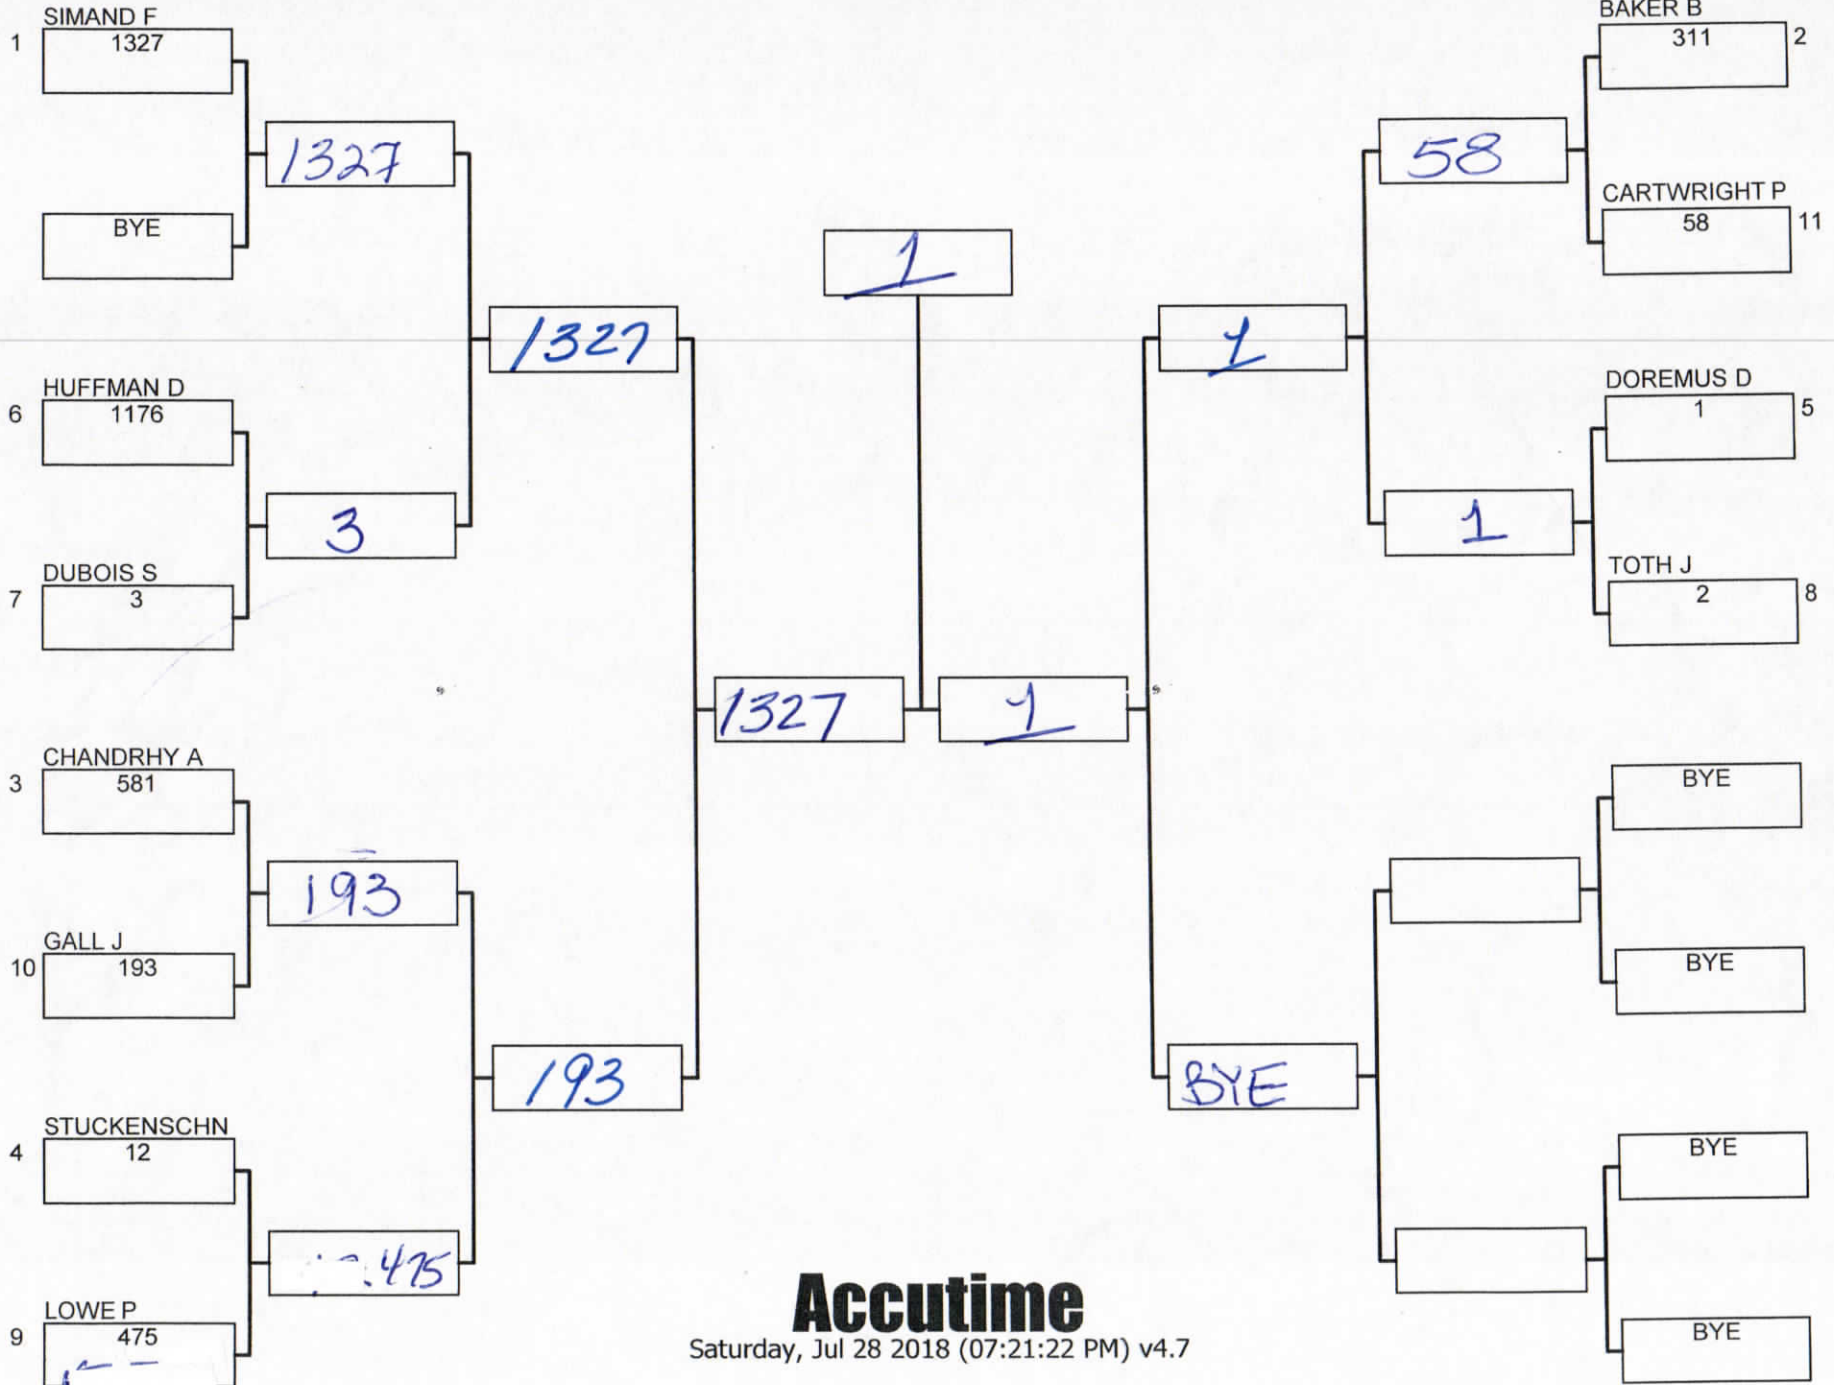 SIMAND F
1 1327
1327
BYE
1327
HUFFMAN D
6 1176
3
DUBOIS S
7 3
1327
CHANDRHY A
3 581
193
GALL J
10 193
193
STUCKENSCHN
4 12
475
LOWE P
9 475
1
1
BAKER B
311 2
58
CARTWRIGHT P
58 11
1
DOREMUS D
1 5
1
TOTH J
2 8
BYE
BYE
BYE
BYE
BYE
Accutime
Saturday, Jul 28 2018 (07:21:22 PM) v4.7